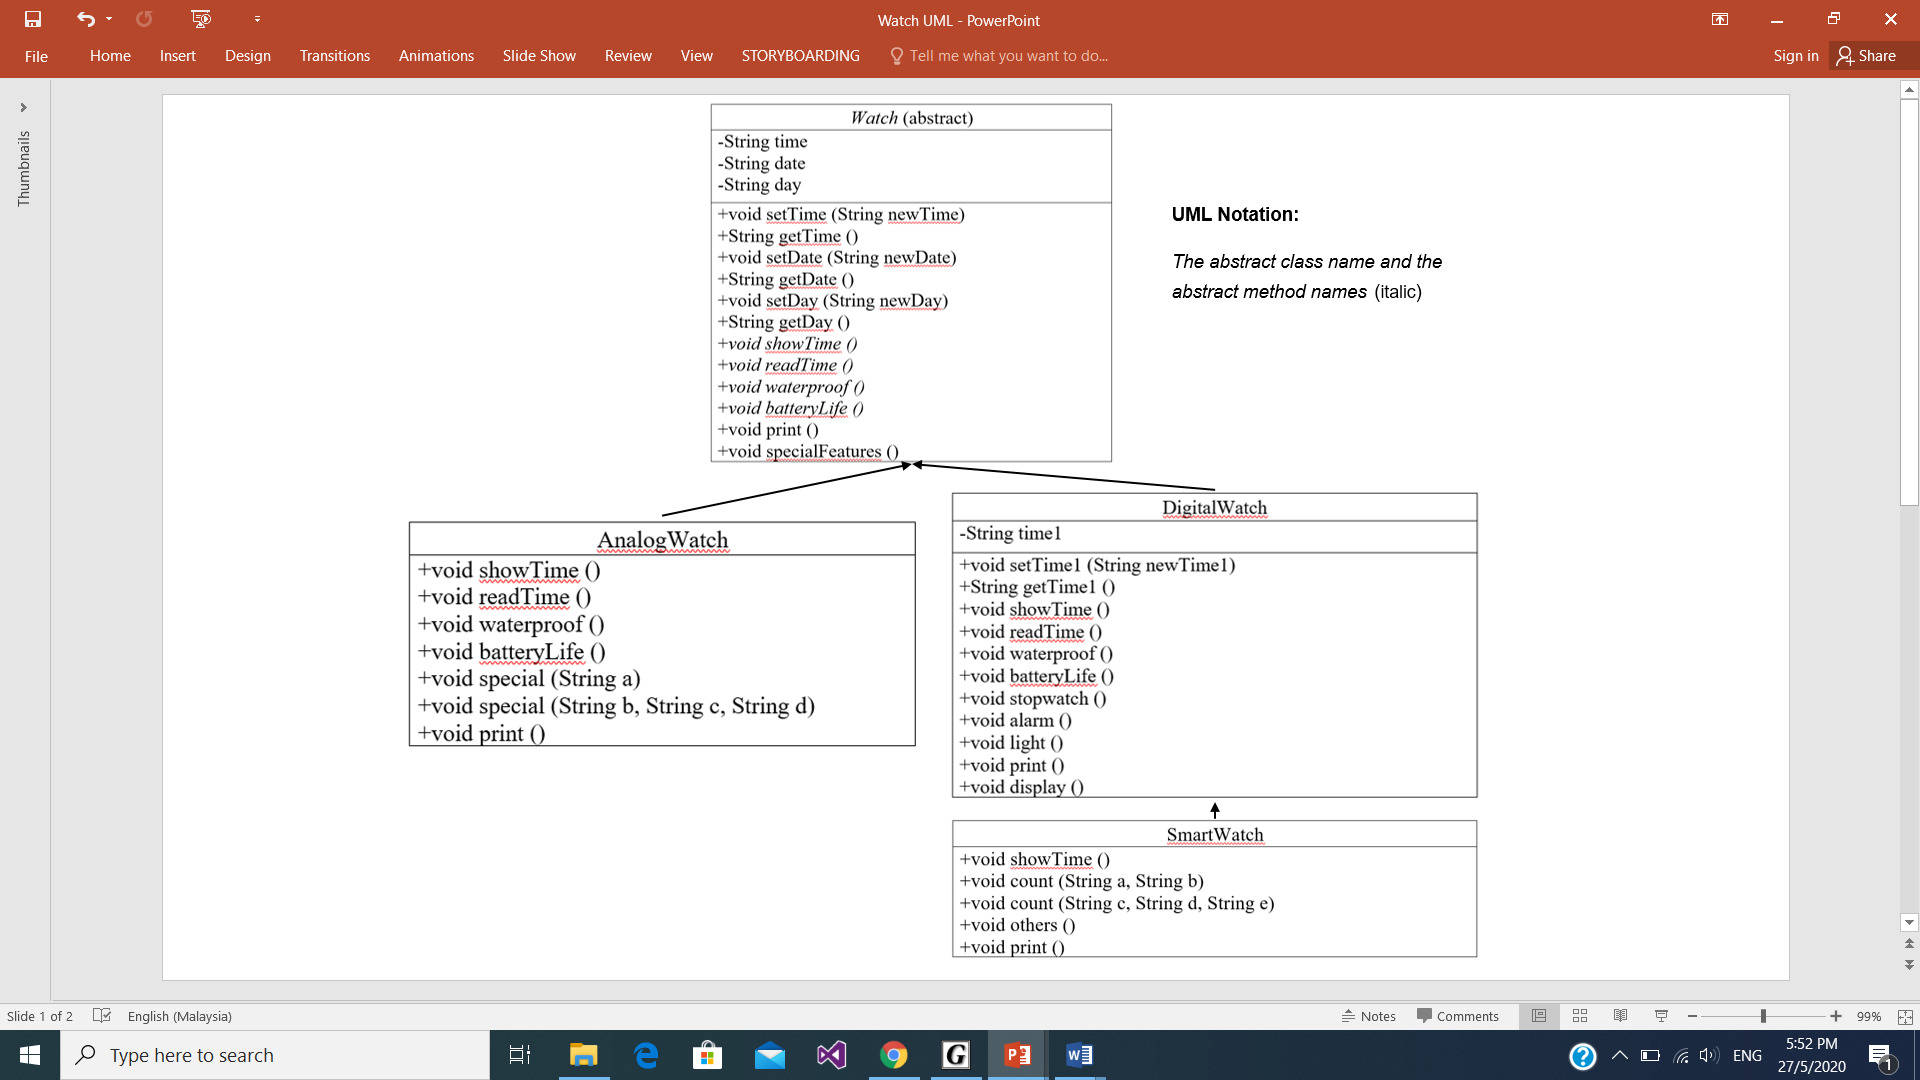 Watch UML - PowerPoint
File Home Insert Design Transitions Animations Slide Show Review View STORYBOARDING Tell me what you want to do... Sign in Share
Thumbnails
Watch (abstract)
-String time
-String date
-String day
+void setTime (String newTime)
+String getTime ()
+void setDate (String newDate)
+String getDate ()
+void setDay (String newDay)
+String getDay ()
+void showTime ()
+void readTime ()
+void waterproof ()
+void batteryLife ()
+void print ()
+void specialFeatures ()
UML Notation:
The abstract class name and the
abstract method names (italic)
AnalogWatch
+void showTime ()
+void readTime ()
+void waterproof ()
+void batteryLife ()
+void special (String a)
+void special (String b, String c, String d)
+void print ()
DigitalWatch
-String time1
+void setTime1 (String newTime1)
+String getTime1 ()
+void showTime ()
+void readTime ()
+void waterproof ()
+void batteryLife ()
+void stopwatch ()
+void alarm ()
+void light ()
+void print ()
+void display ()
SmartWatch
+void showTime ()
+void count (String a, String b)
+void count (String c, String d, String e)
+void others ()
+void print ()
Slide 1 of 2 English (Malaysia) Notes Comments 99%
Type here to search
ENG
5:52 PM
27/5/2020
1